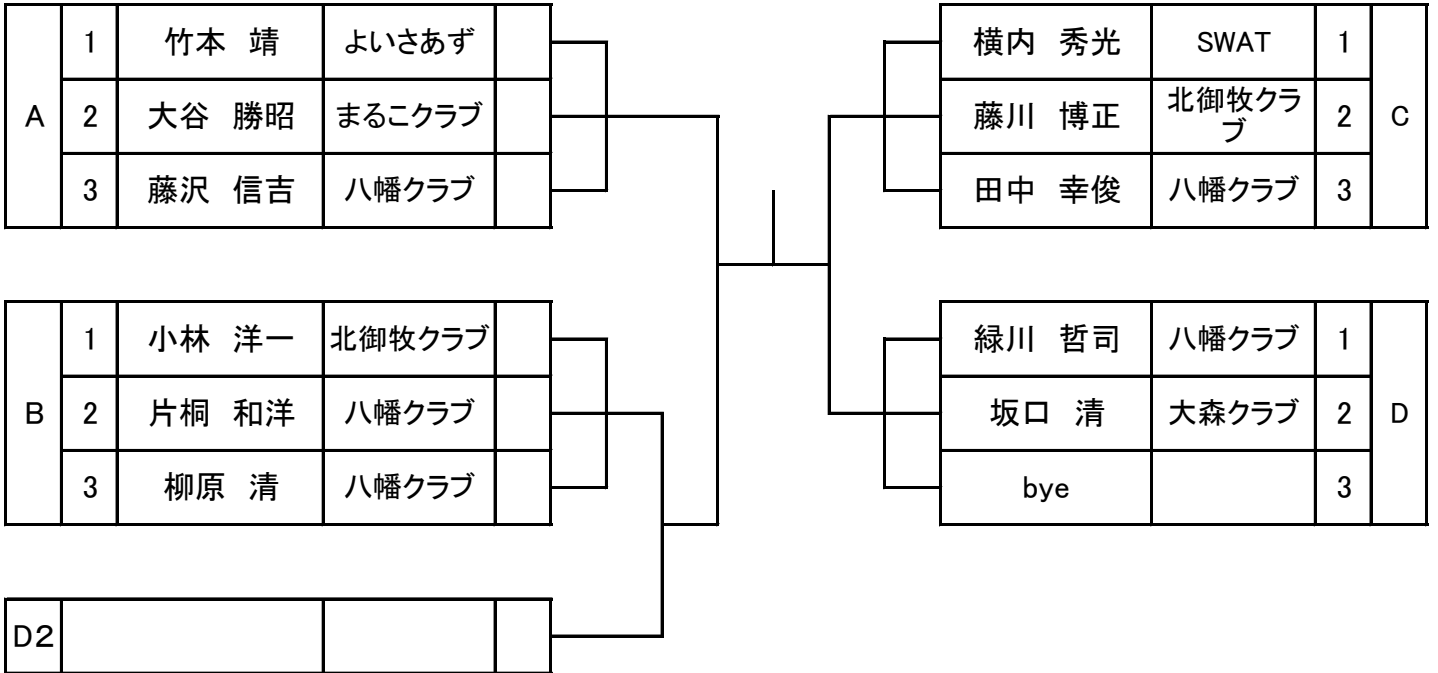 A
1 竹本 靖 よいさあず
2 大谷 勝昭 まるこクラブ
3 藤沢 信吉 八幡クラブ
B
1 小林 洋一 北御牧クラブ
2 片桐 和洋 八幡クラブ
3 柳原 清 八幡クラブ
D2
横内 秀光 SWAT 1
藤川 博正 北御牧クラ
ブ 2
田中 幸俊 八幡クラブ 3
C
緑川 哲司 八幡クラブ 1
坂口 清 大森クラブ 2
bye 3
D